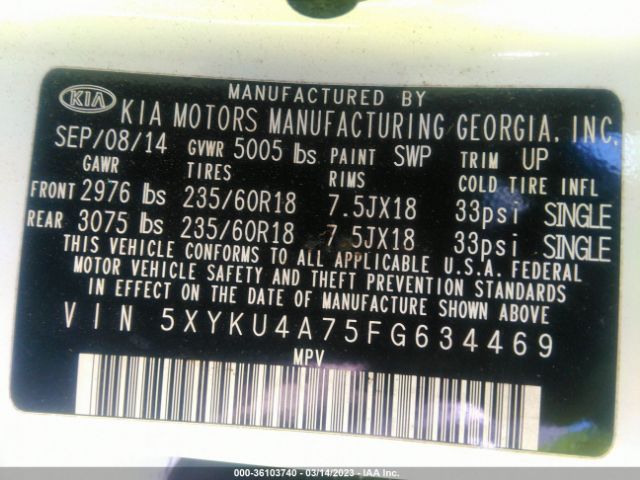 MANUFACTURED BY
KIA KIA MOTORS MANUFACTURING GEORGIA, INC.
SEP/08/14 GVWR 5005 lbs PAINT SWP TRIM UP
GAWR TIRES RIMS COLD TIRE INFL
FRONT 2976 lbs 235/60R18 7.5JX18 33psi SINGLE
REAR 3075 lbs 235/60R18 7.5JX18 33psi SINGLE
THIS VEHICLE CONFORMS TO ALL APPLICABLE U.S.A. FEDERAL
MOTOR VEHICLE SAFETY AND THEFT PREVENTION STANDARDS
IN EFFECT ON THE DATE OF MANUFACTURE SHOWN ABOVE
VIN 5XYKU4A75FG634469
MPV
000-36103740 - 03/14/2023 - IAA Inc.